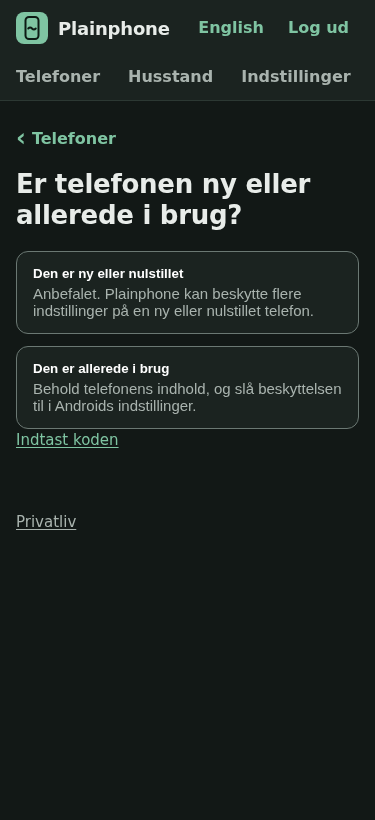 Plainphone English Log ud
Telefoner Husstand Indstillinger
‹ Telefoner
Er telefonen ny eller
allerede i brug?
Den er ny eller nulstillet
Anbefalet. Plainphone kan beskytte flere
indstillinger på en ny eller nulstillet telefon.
Den er allerede i brug
Behold telefonens indhold, og slå beskyttelsen
til i Androids indstillinger.
Indtast koden
Privatliv